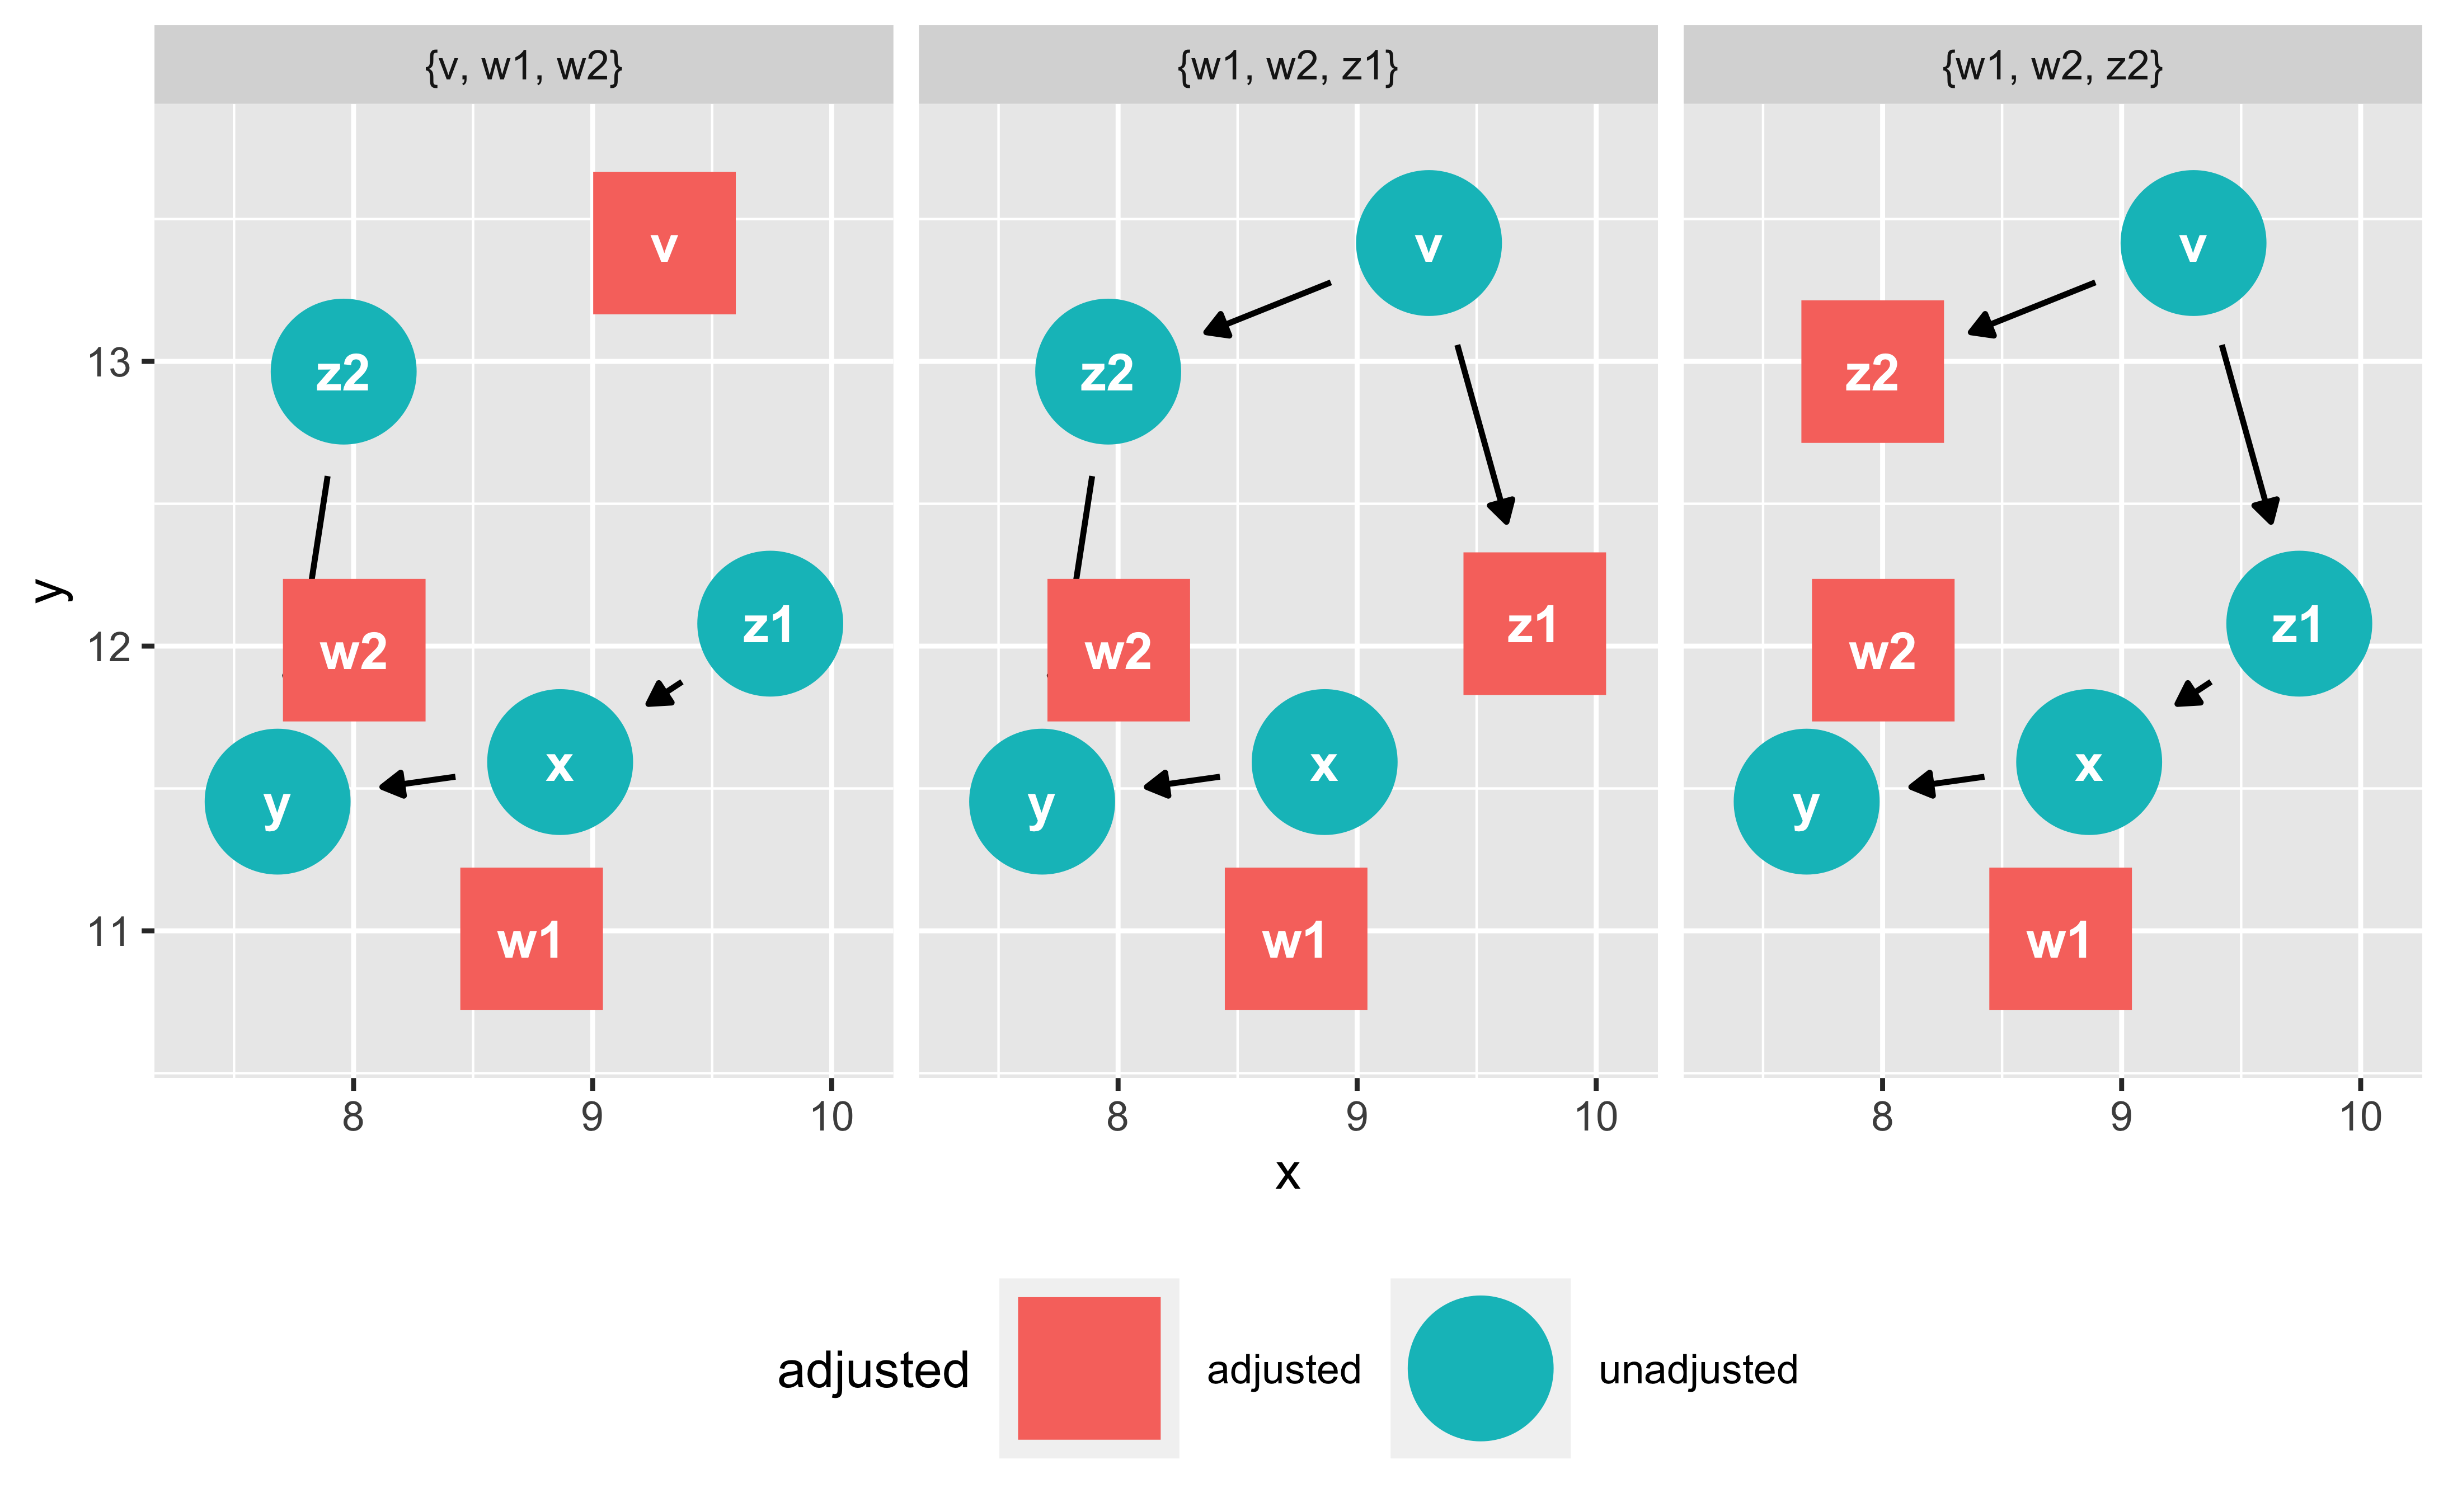 {v, w1, w2} {w1, w2, z1} {w1, w2, z2}
v v v
13
z2 z2 z2
y
12
w2 z1 w2 z1 w2 z1
x x x
y y y
11
w1 w1 w1
8 9 10 8 9 10 8 9 10
x
adjusted adjusted unadjusted